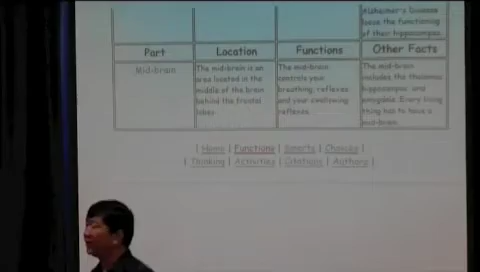 Alzheimer's Disease
loose the functioning
of their hippocampus.
Part Location Functions Other Facts
Mid-brain
The mid-brain is an
area located in the
middle of the brain
behind the frontal
lobes.
The mid-brain
controls your
breathing, reflexes
and your swallowing
reflexes.
The mid-brain
includes the thalamus
hippocampus and
amygdala. Every living
thing has to have a
mid-brain.
| Home | Functions | Smarts | Choices |
| Thinking | Activities | Citations | Authors |